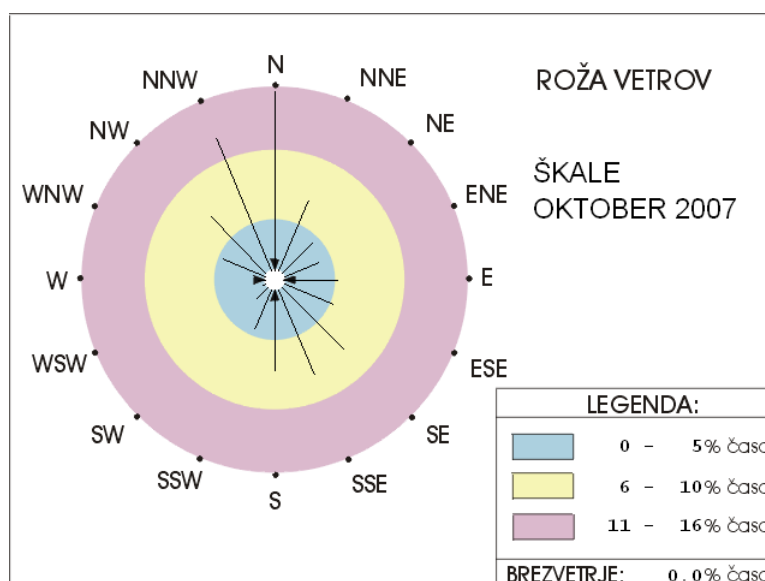 ROŽA VETROV
ŠKALE
OKTOBER 2007
N
NNE
NE
ENE
E
ESE
SE
SSE
S
SSW
SW
WSW
W
WNW
NW
NNW
LEGENDA:
0 - 5% časa
6 - 10% časa
11 - 16% časa
BREZVETRJE: 0.0% časa